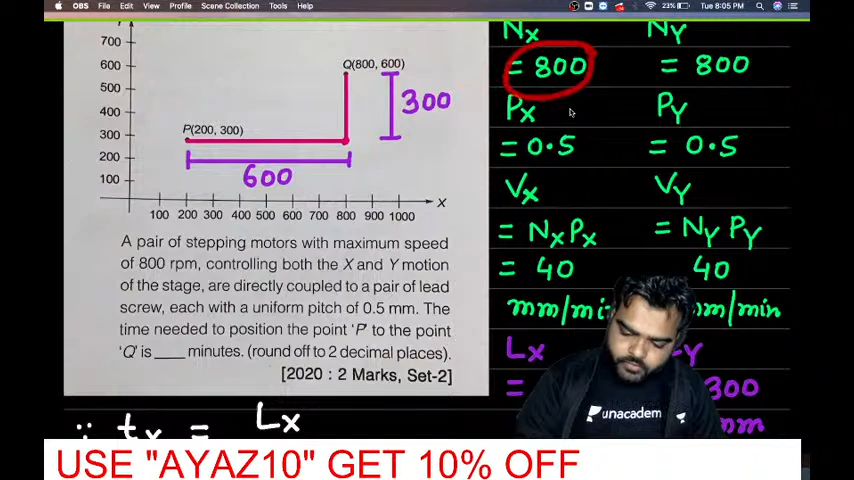 OBS File Edit View Profile Scene Collection Tools Help 23% Tue 8:05 PM
Y
700
600
500
400
300
200
100
Q(800, 600)
P(200, 300)
300
600
100 200 300 400 500 600 700 800 900 1000
X
A pair of stepping motors with maximum speed
of 800 rpm, controlling both the X and Y motion
of the stage, are directly coupled to a pair of lead
screw, each with a uniform pitch of 0.5 mm. The
time needed to position the point 'P' to the point
'Q' is ____ minutes. (round off to 2 decimal places).
[2020 : 2 Marks, Set-2]
∵ tx = Lx
Nx Ny
= 800 = 800
Px Py
= 0.5 = 0.5
Vx Vy
= NxPx = Ny Py
= 40 40
mm/min
Lx
= 300
mm
unacademy
USE "AYAZ10" GET 10% OFF